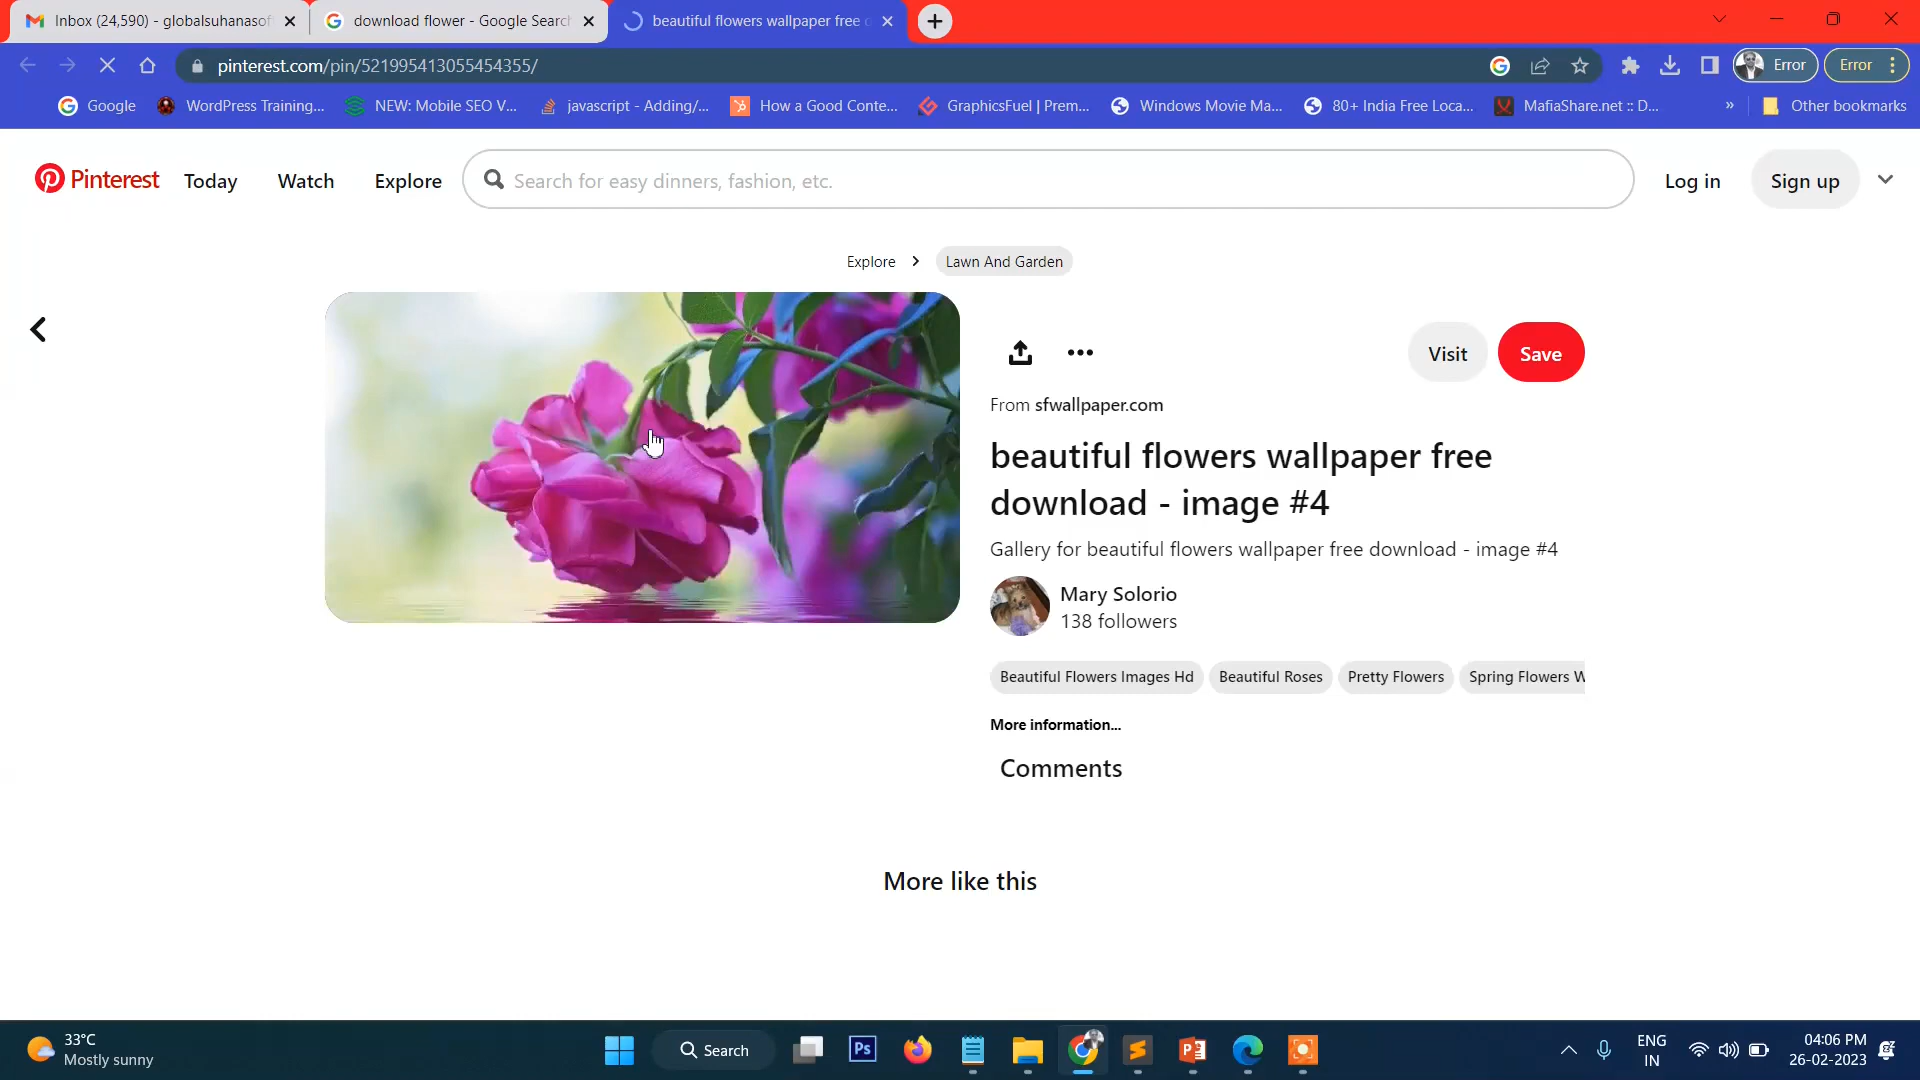 Inbox (24,590) - globalsuhanasof
download flower - Google Search
beautiful flowers wallpaper free d
pinterest.com/pin/521995413055454355/
Error
Error
Google
WordPress Training...
NEW: Mobile SEO V...
javascript - Adding/...
How a Good Conte...
GraphicsFuel | Prem...
Windows Movie Ma...
80+ India Free Loca...
MafiaShare.net :: D...
»
Other bookmarks
Pinterest
Today
Watch
Explore
Search for easy dinners, fashion, etc.
Log in
Sign up
Explore
Lawn And Garden
Visit
Save
From sfwallpaper.com
beautiful flowers wallpaper free
download - image #4
Gallery for beautiful flowers wallpaper free download - image #4
Mary Solorio
138 followers
Beautiful Flowers Images Hd
Beautiful Roses
Pretty Flowers
Spring Flowers W
More information...
Comments
More like this
33°C
Mostly sunny
Search
Ps
ENG
IN
04:06 PM
26-02-2023